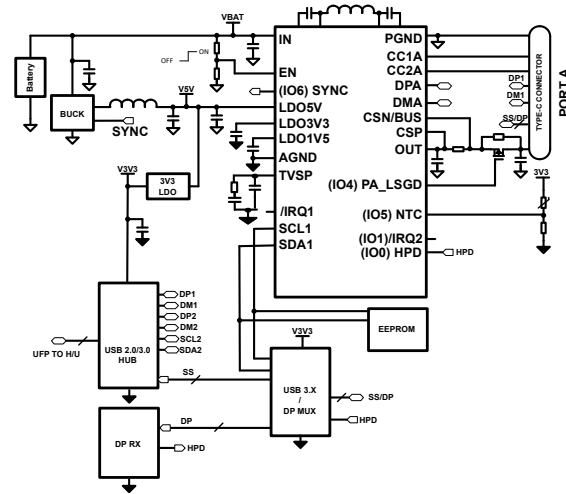 VBAT
IN
PGND
Battery
OFF
ON
EN
CC1A
CC2A
(IO6) SYNC
DPA
DP1
BUCK
V5V
DMA
DM1
SYNC
LDO5V
CSN/BUS
SS/DP
LDO3V3
CSP
LDO1V5
OUT
TYPE-C CONNECTOR
PORT A
AGND
V3V3
3V3
LDO
TVSP
(IO4) PA_LSGD
3V3
/IRQ1
(IO5) NTC
SCL1
(IO1)/IRQ2
SDA1
(IO0) HPD
HPD
DP1
DM1
DP2
DM2
SCL2
SDA2
UFP TO H/U
USB 2.0/3.0
HUB
EEPROM
V3V3
SS
USB 3.X
/
DP MUX
SS/DP
HPD
DP RX
DP
HPD